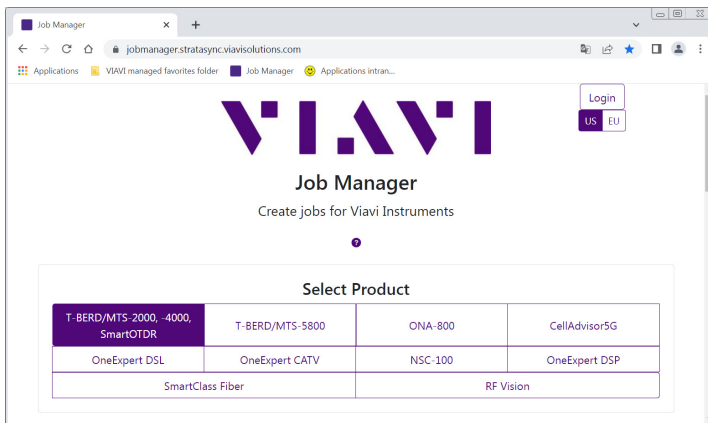 Job Manager
jobmanager.stratasync.viavisolutions.com
Applications VIAVI managed favorites folder Job Manager Applications intran...
Login
US EU
VIAVI
Job Manager
Create jobs for Viavi Instruments
?
Select Product
T-BERD/MTS-2000, -4000,
SmartOTDR
T-BERD/MTS-5800
ONA-800
CellAdvisor5G
OneExpert DSL
OneExpert CATV
NSC-100
OneExpert DSP
SmartClass Fiber
RF Vision